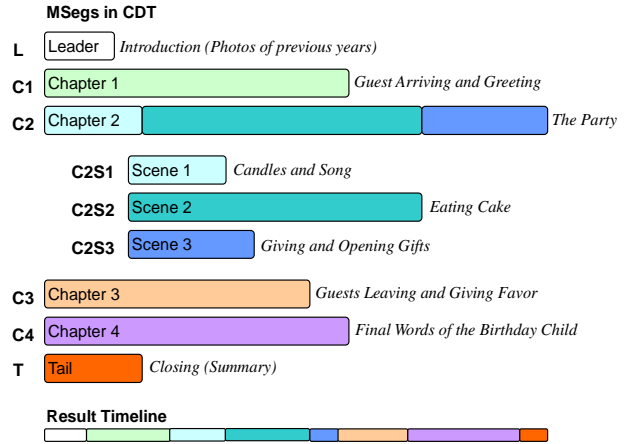 MSegs in CDT
L Leader Introduction (Photos of previous years)
C1 Chapter 1 Guest Arriving and Greeting
C2 Chapter 2 The Party
C2S1 Scene 1 Candles and Song
C2S2 Scene 2 Eating Cake
C2S3 Scene 3 Giving and Opening Gifts
C3 Chapter 3 Guests Leaving and Giving Favor
C4 Chapter 4 Final Words of the Birthday Child
T Tail Closing (Summary)
Result Timeline